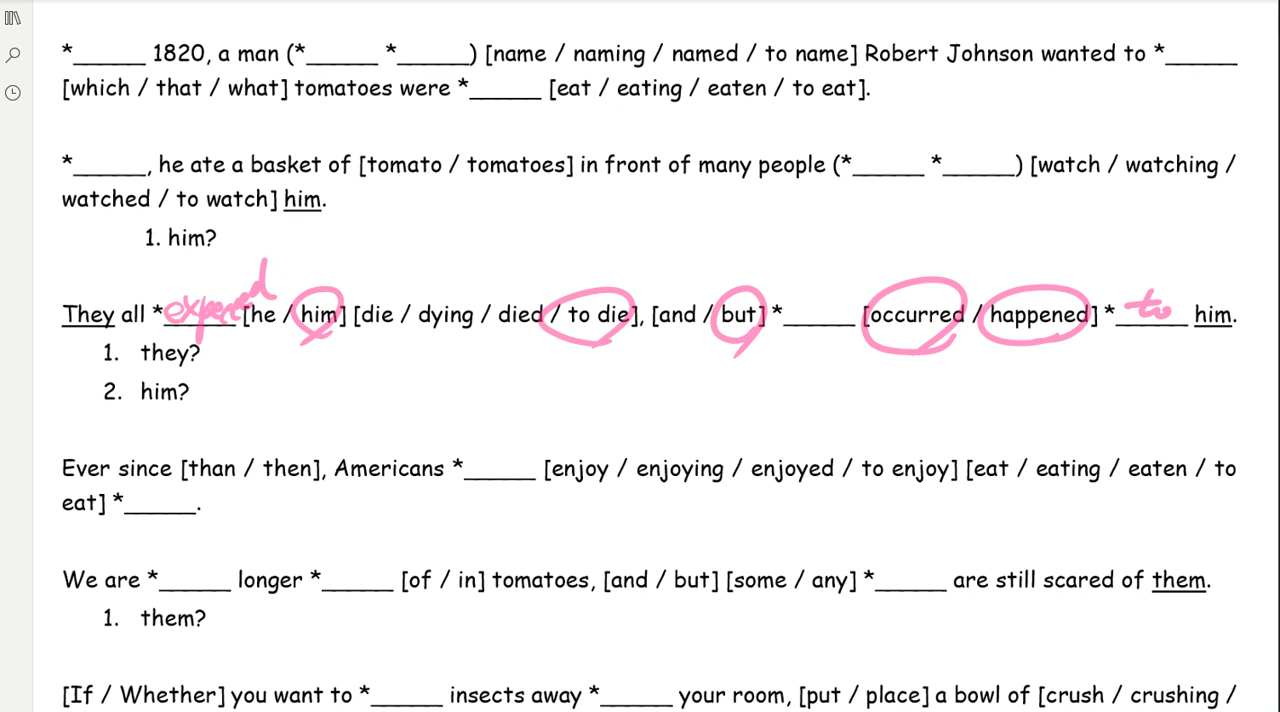 *______ 1820, a man (*______ *______) [name / naming / named / to name] Robert Johnson wanted to *______
[which / that / what] tomatoes were *______ [eat / eating / eaten / to eat].
*______, he ate a basket of [tomato / tomatoes] in front of many people (*______ *______) [watch / watching /
watched / to watch] him.
1. him?
They all *expected [he / him] [die / dying / died / to die], [and / but] *______ [occurred / happened] *to him.
1. they?
2. him?
Ever since [than / then], Americans *______ [enjoy / enjoying / enjoyed / to enjoy] [eat / eating / eaten / to
eat] *______.
We are *______ longer *______ [of / in] tomatoes, [and / but] [some / any] *______ are still scared of them.
1. them?
[If / Whether] you want to *______ insects away *______ your room, [put / place] a bowl of [crush / crushing /